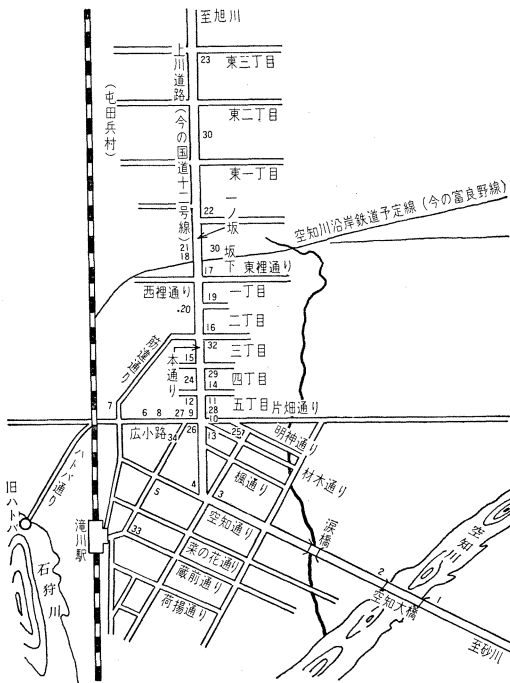 至旭川
上川道路(今の国道十二号線)
(屯田兵村)
23
東三丁目
東二丁目
30
東一丁目
一ノ坂
22
空知川沿岸鉄道予定線(今の富良野線)
21
18
30
坂下
17
東裡通り
西裡通り
一丁目
19
20
二丁目
16
筋違通り
本通り
32
三丁目
15
29
四丁目
24
14
12
11
五丁目
片畑通り
7
6
8
27
9
28
10
広小路
34
26
13
25
明神通り
ハトバ通り
楓通り
材木通り
5
4
3
旧ハトバ
滝川駅
33
空知通り
菜の花通り
蔵前通り
荷揚通り
涙橋
空知川
石狩川
2
空知大橋
1
至砂川